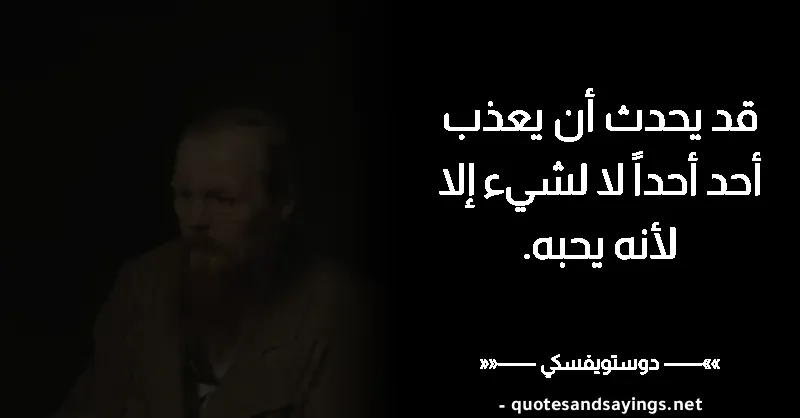 قد يحدث أن يعذب
أحد أحداً لا لشيء إلا
لأنه يحبه.
»»—— دوستويفسكي ——««
- quotesandsayings.net